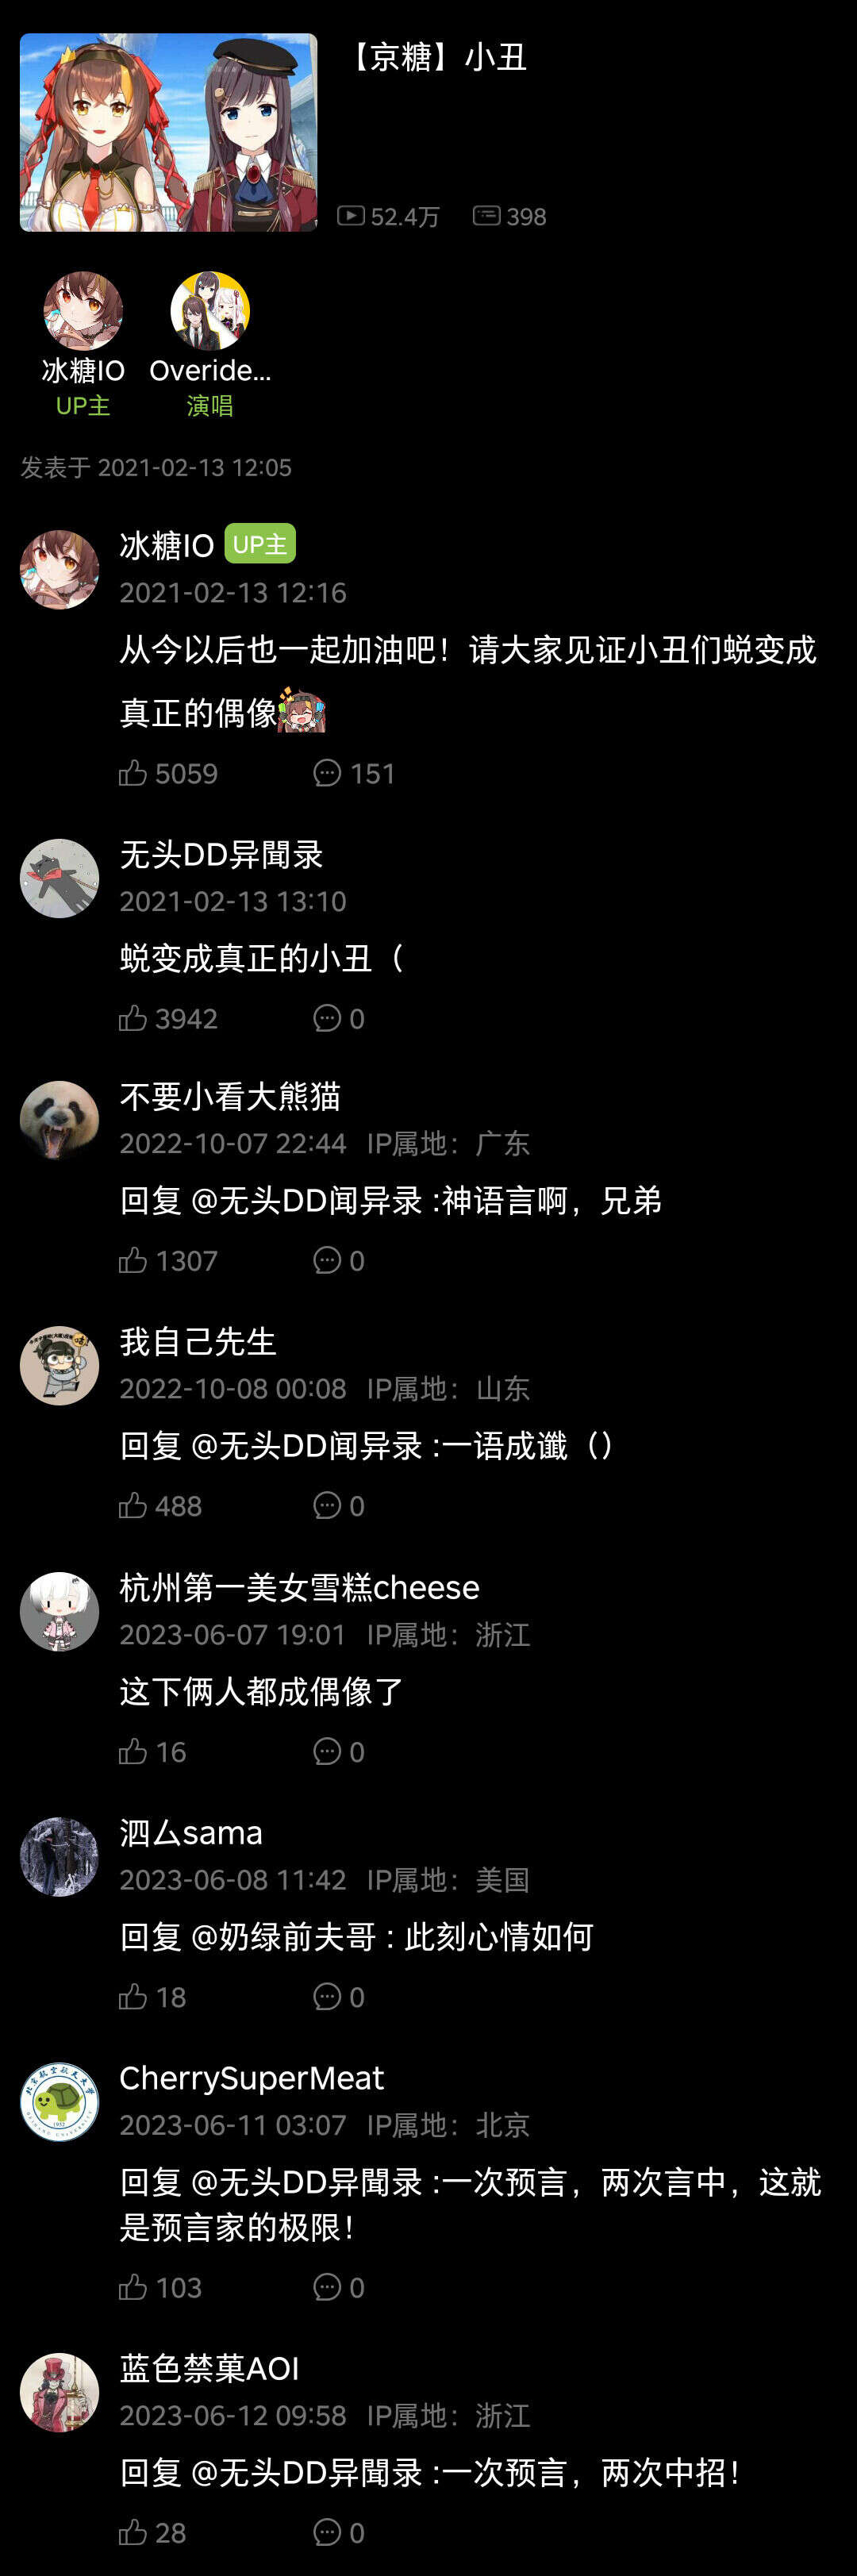 【京糖】小丑
52.4万 398
冰糖IO Overide...
UP主 演唱
发表于 2021-02-13 12:05
冰糖IO UP主
2021-02-13 12:16
从今以后也一起加油吧！请大家见证小丑们蜕变成
真正的偶像
5059 151
无头DD异聞录
2021-02-13 13:10
蜕变成真正的小丑（
3942 0
不要小看大熊猫
2022-10-07 22:44 IP属地：广东
回复 @无头DD闻异录 :神语言啊，兄弟
1307 0
我自己先生
2022-10-08 00:08 IP属地：山东
回复 @无头DD闻异录 :一语成谶（）
488 0
杭州第一美女雪糕cheese
2023-06-07 19:01 IP属地：浙江
这下俩人都成偶像了
16 0
泗厶sama
2023-06-08 11:42 IP属地：美国
回复 @奶绿前夫哥 : 此刻心情如何
18 0
CherrySuperMeat
2023-06-11 03:07 IP属地：北京
回复 @无头DD异聞录 :一次预言，两次言中，这就
是预言家的极限！
103 0
蓝色禁菓AOI
2023-06-12 09:58 IP属地：浙江
回复 @无头DD异聞录 :一次预言，两次中招！
28 0